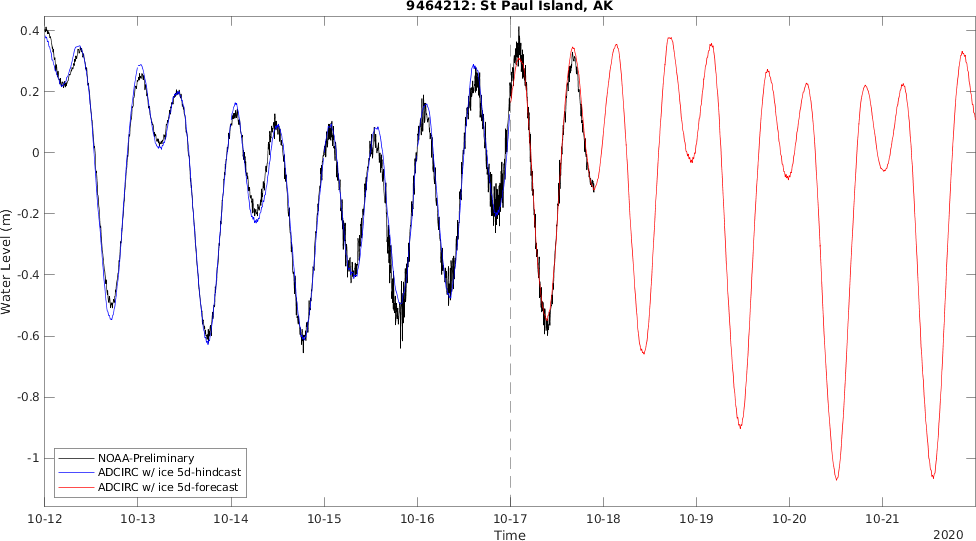 9464212: St Paul Island, AK
0.4
0.2
0
-0.2
-0.4
-0.6
-0.8
-1
Water Level (m)
NOAA-Preliminary
ADCIRC w/ ice 5d-hindcast
ADCIRC w/ ice 5d-forecast
10-12 10-13 10-14 10-15 10-16 10-17 10-18 10-19 10-20 10-21
Time
2020